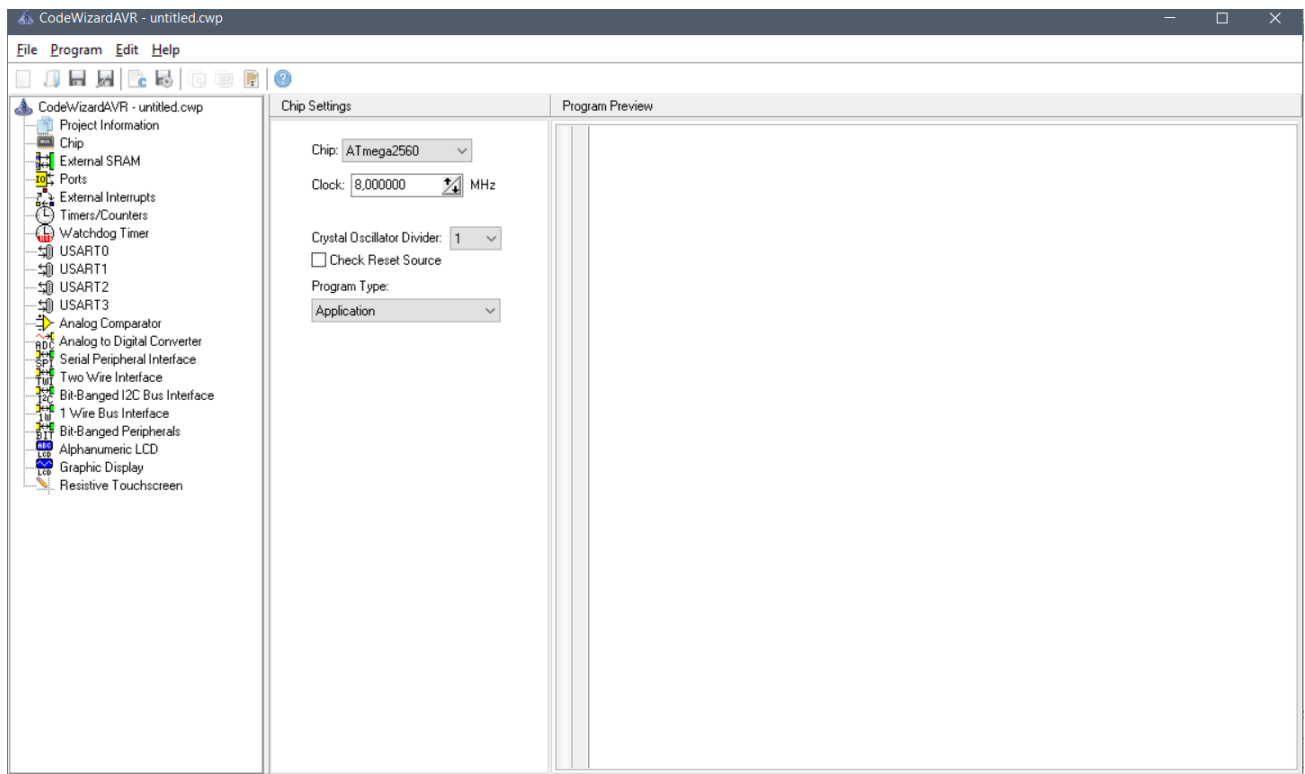 CodeWizardAVR - untitled.cwp
File Program Edit Help
CodeWizardAVR - untitled.cwp
Project Information
Chip
External SRAM
Ports
External Interrupts
Timers/Counters
Watchdog Timer
USART0
USART1
USART2
USART3
Analog Comparator
Analog to Digital Converter
Serial Peripheral Interface
Two Wire Interface
Bit-Banged I2C Bus Interface
1 Wire Bus Interface
Bit-Banged Peripherals
Alphanumeric LCD
Graphic Display
Resistive Touchscreen
Chip Settings
Chip: ATmega2560
Clock: 8,000000 MHz
Crystal Oscillator Divider: 1
Check Reset Source
Program Type:
Application
Program Preview